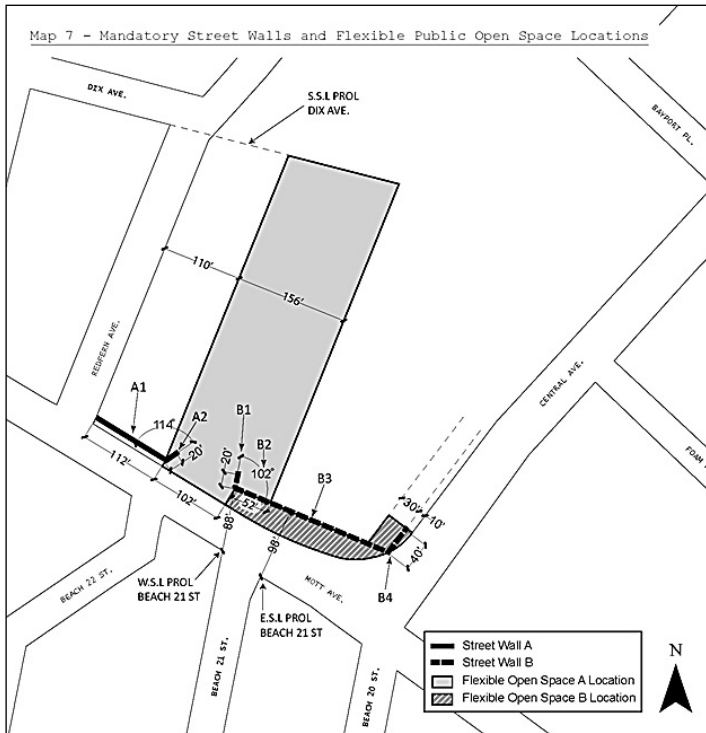 Map 7 - Mandatory Street Walls and Flexible Public Open Space Locations
DIX AVE.
S.S.L PROL
DIX AVE.
BAYPORT PL.
110'
156'
REDFERN AVE.
CENTRAL AVE.
A1
A2
B1
114°
20'
112'
B2
20'
102°
B3
52'
102'
88'
98'
30'
10'
40'
B4
FOAM
W.S.L PROL
BEACH 21 ST
E.S.L PROL
BEACH 21 ST
MOTT AVE.
BEACH 22 ST.
BEACH 21 ST.
BEACH 20 ST.
Street Wall A
Street Wall B
Flexible Open Space A Location
Flexible Open Space B Location
N